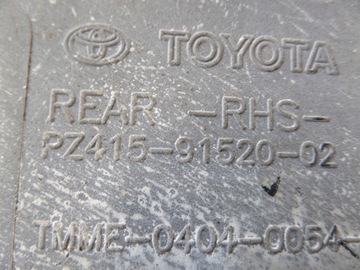 TOYOTA
REAR -RHS-
PZ415-91520-02
TMME-0404-0054-